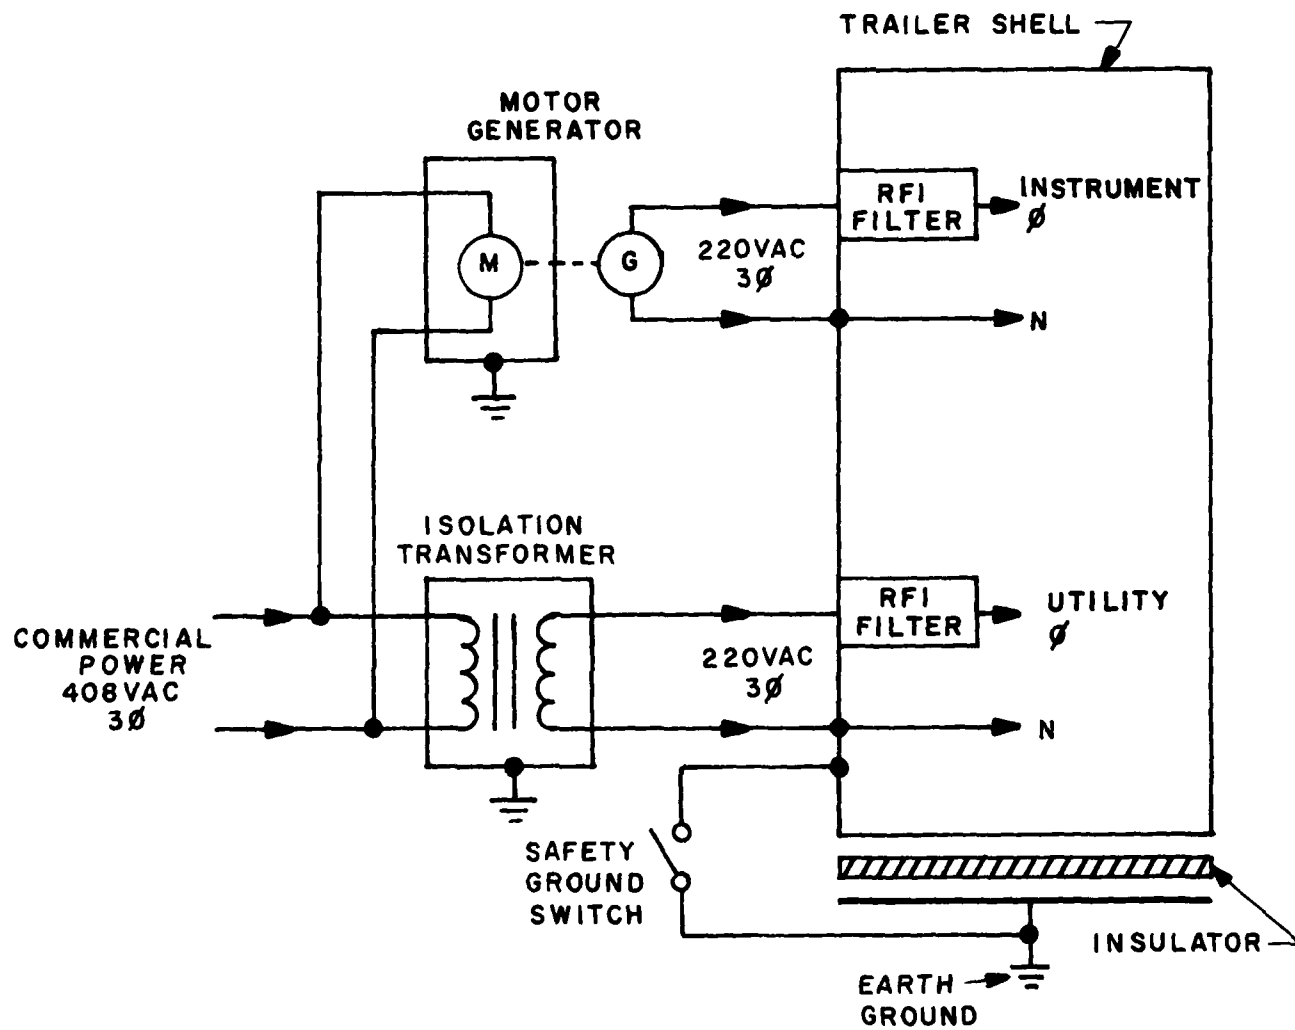 TRAILER SHELL
MOTOR
GENERATOR
RFI
FILTER
INSTRUMENT
Ø
M
G
220VAC
3Ø
N
ISOLATION
TRANSFORMER
RFI
FILTER
UTILITY
Ø
COMMERCIAL
POWER
408VAC
3Ø
220VAC
3Ø
N
SAFETY
GROUND
SWITCH
INSULATOR
EARTH
GROUND